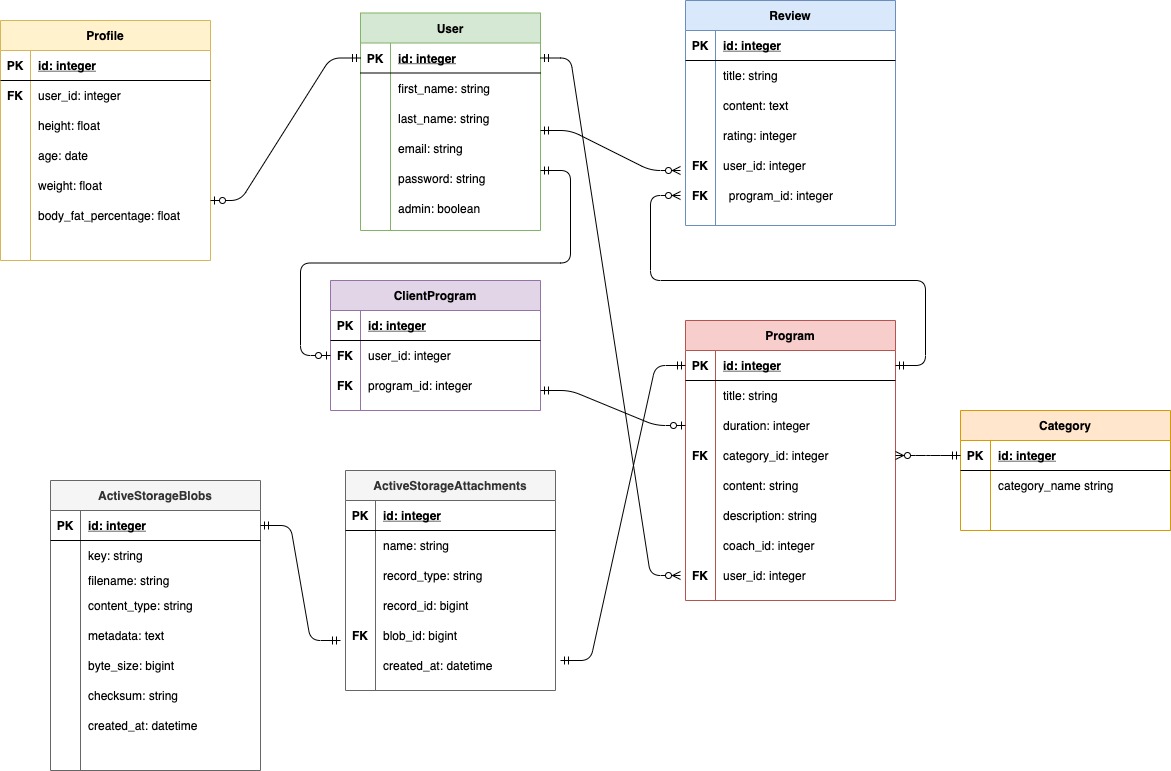 Profile
PK id: integer
FK user_id: integer
height: float
age: date
weight: float
body_fat_percentage: float
User
PK id: integer
first_name: string
last_name: string
email: string
password: string
admin: boolean
Review
PK id: integer
title: string
content: text
rating: integer
FK user_id: integer
FK program_id: integer
ClientProgram
PK id: integer
FK user_id: integer
FK program_id: integer
Program
PK id: integer
title: string
duration: integer
FK category_id: integer
content: string
description: string
coach_id: integer
FK user_id: integer
Category
PK id: integer
category_name string
ActiveStorageBlobs
PK id: integer
key: string
filename: string
content_type: string
metadata: text
byte_size: bigint
checksum: string
created_at: datetime
ActiveStorageAttachments
PK id: integer
name: string
record_type: string
record_id: bigint
FK blob_id: bigint
created_at: datetime